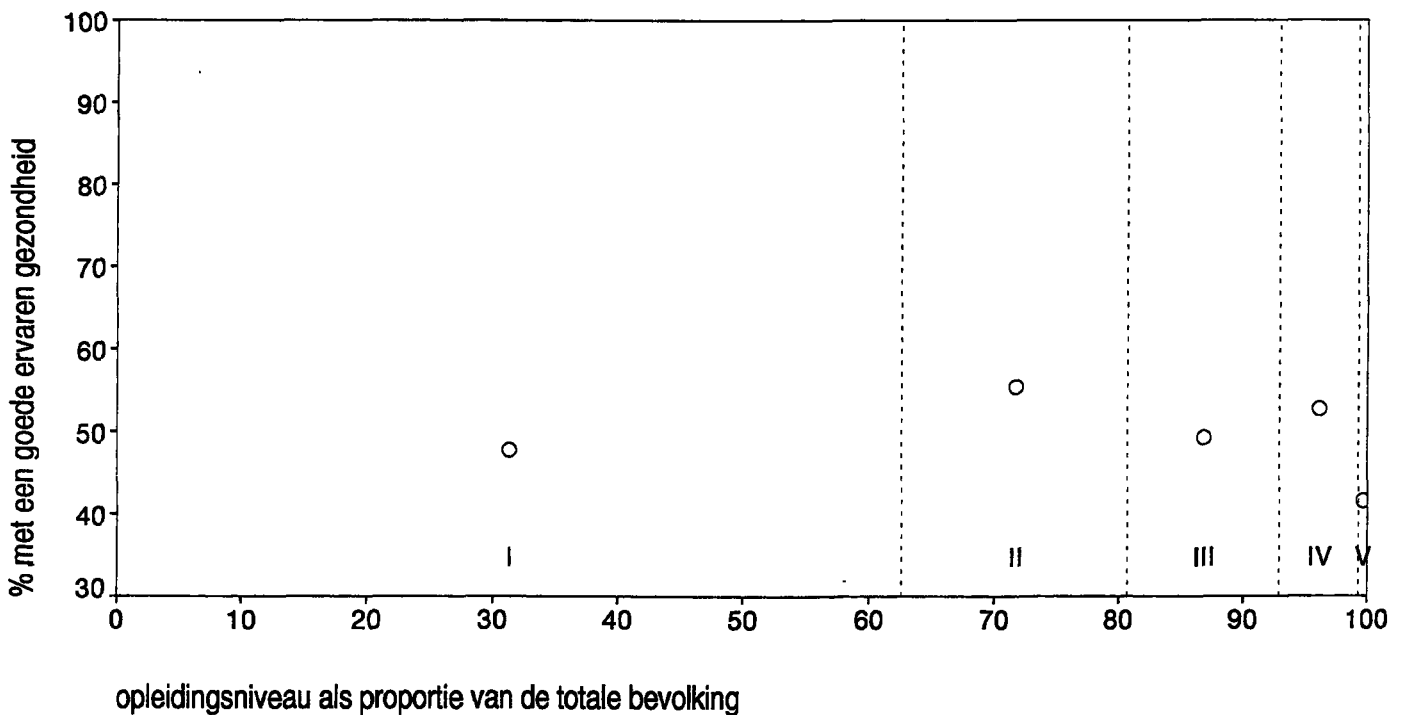 % met een goede ervaren gezondheid
100
90
80
70
60
50
40
30
I II III IV V
0 10 20 30 40 50 60 70 80 90 100
opleidingsniveau als proportie van de totale bevolking